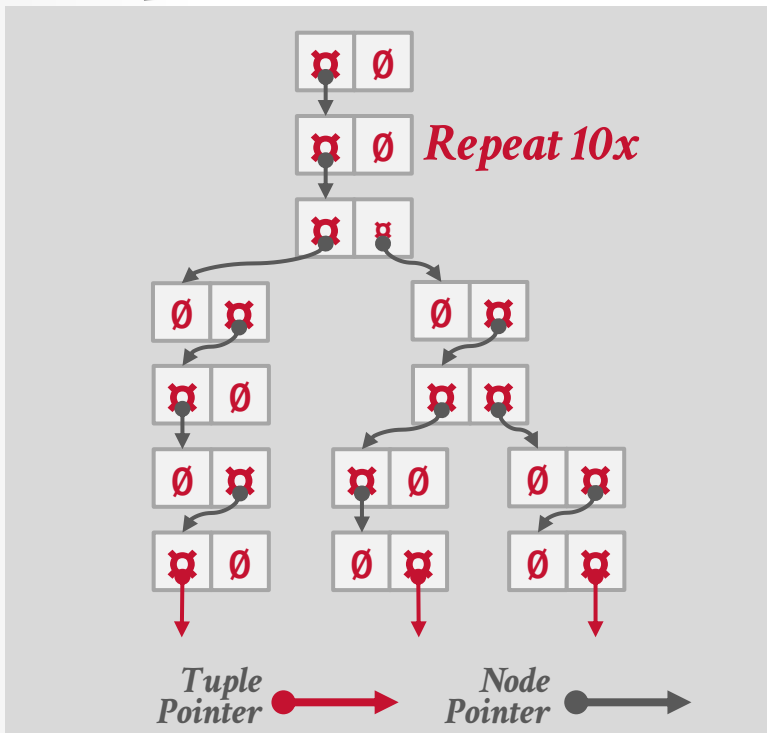 ¤ Ø
¤ Ø Repeat 10x
¤ ¤
Ø ¤ Ø ¤
¤ Ø ¤ ¤
Ø ¤ ¤ Ø Ø ¤
¤ Ø Ø ¤ Ø ¤
Tuple
Pointer
Node
Pointer